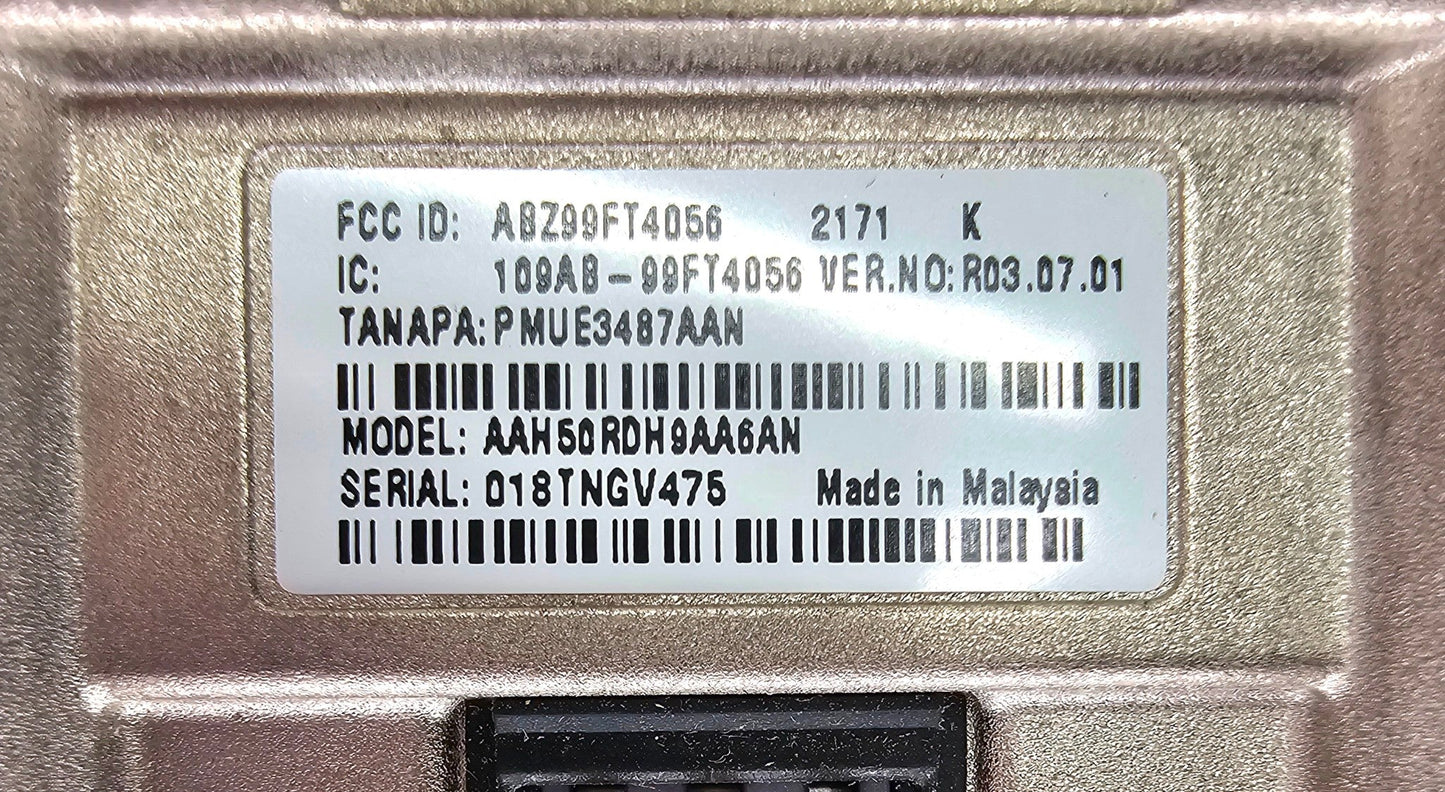 FCC ID: ABZ99FT4056 2171 K
IC: 109AB-99FT4056 VER.NO: R03.07.01
TANAPA: PMUE3487AAN
MODEL: AAH50RDH9AA6AN
SERIAL: 018TNGV475 Made in Malaysia